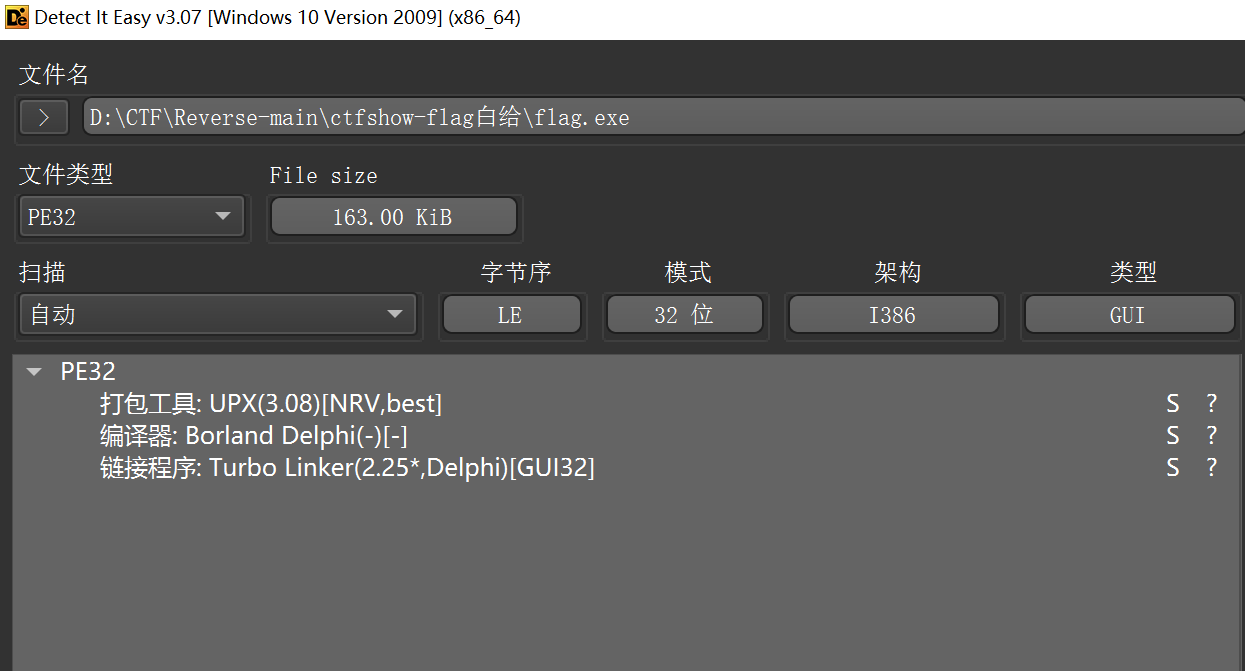 Detect It Easy v3.07 [Windows 10 Version 2009] (x86_64)
文件名
D:\CTF\Reverse-main\ctfshow-flag白给\flag.exe
文件类型 File size
PE32 163.00 KiB
扫描 字节序 模式 架构 类型
自动 LE 32 位 I386 GUI
PE32
打包工具: UPX(3.08)[NRV,best] S ?
编译器: Borland Delphi(-)[-] S ?
链接程序: Turbo Linker(2.25*,Delphi)[GUI32] S ?